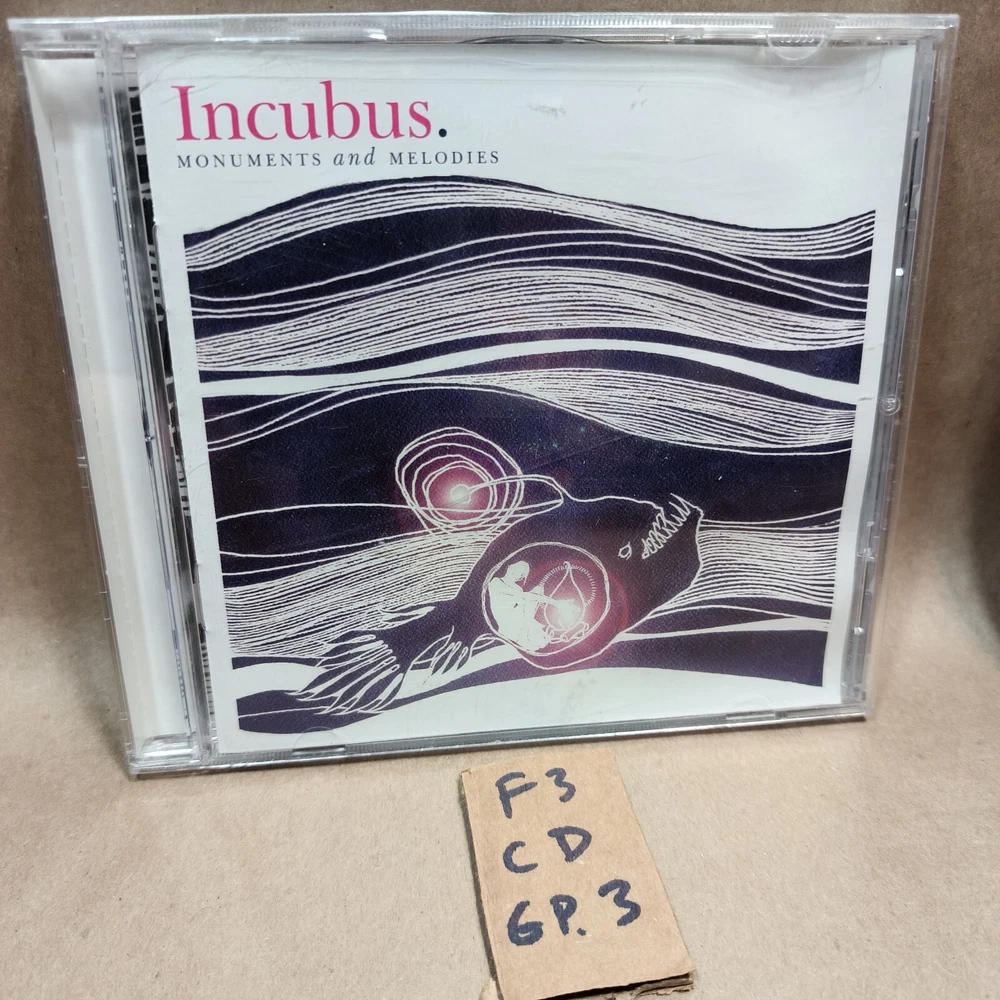 Incubus.
MONUMENTS and MELODIES
F3
CD
GP. 3